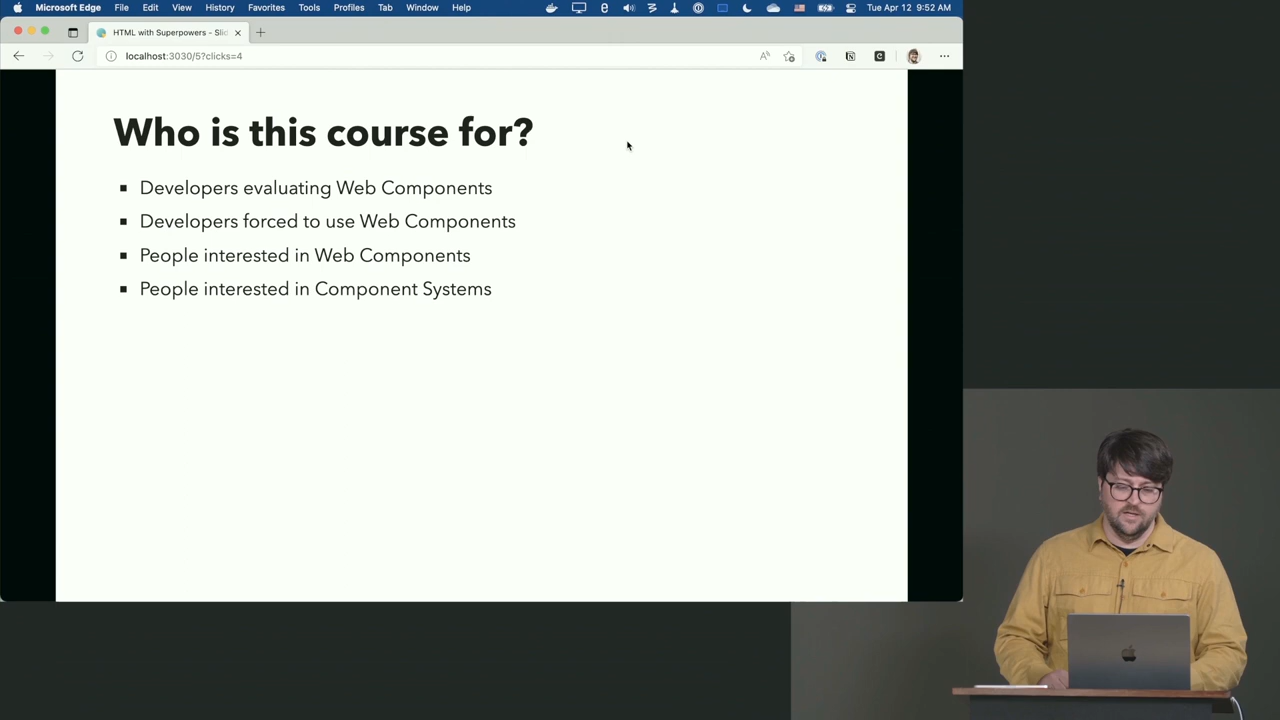 Microsoft Edge File Edit View History Favorites Tools Profiles Tab Window Help Tue Apr 12 9:52 AM
HTML with Superpowers - Slid
localhost:3030/5?clicks=4
Who is this course for?
Developers evaluating Web Components
Developers forced to use Web Components
People interested in Web Components
People interested in Component Systems